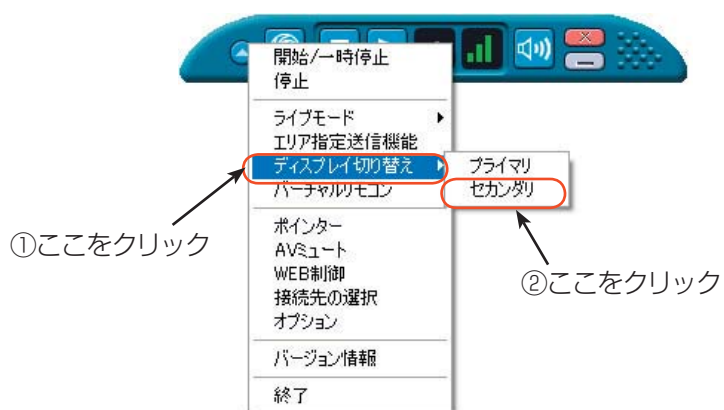 開始/一時停止
停止
ライブモード
エリア指定送信機能
ディスプレイ切り替え
プライマリ
バーチャルリモコン
セカンダリ
①ここをクリック
②ここをクリック
ポインター
AVミュート
WEB制御
接続先の選択
オプション
バージョン情報
終了